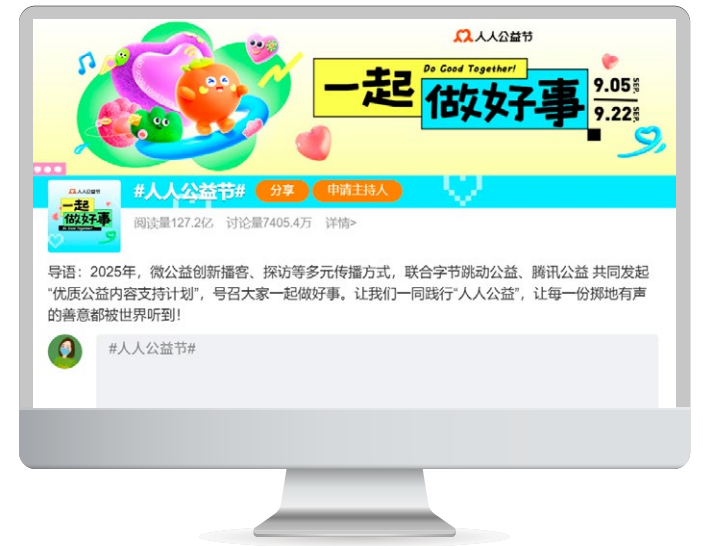 人人公益节
Do Good Together!
一起
做好事
9.05 SEP.
9.22 SEP.
人人公益节
一起
做好事
Do Good Together!
#人人公益节# 分享 申请主持人
阅读量127.2亿 讨论量7405.4万 详情>
导语：2025年，微公益创新播客、探访等多元传播方式，联合字节跳动公益、腾讯公益 共同发起
“优质公益内容支持计划”，号召大家一起做好事。让我们一同践行“人人公益”，让每一份掷地有声
的善意都被世界听到！
#人人公益节#